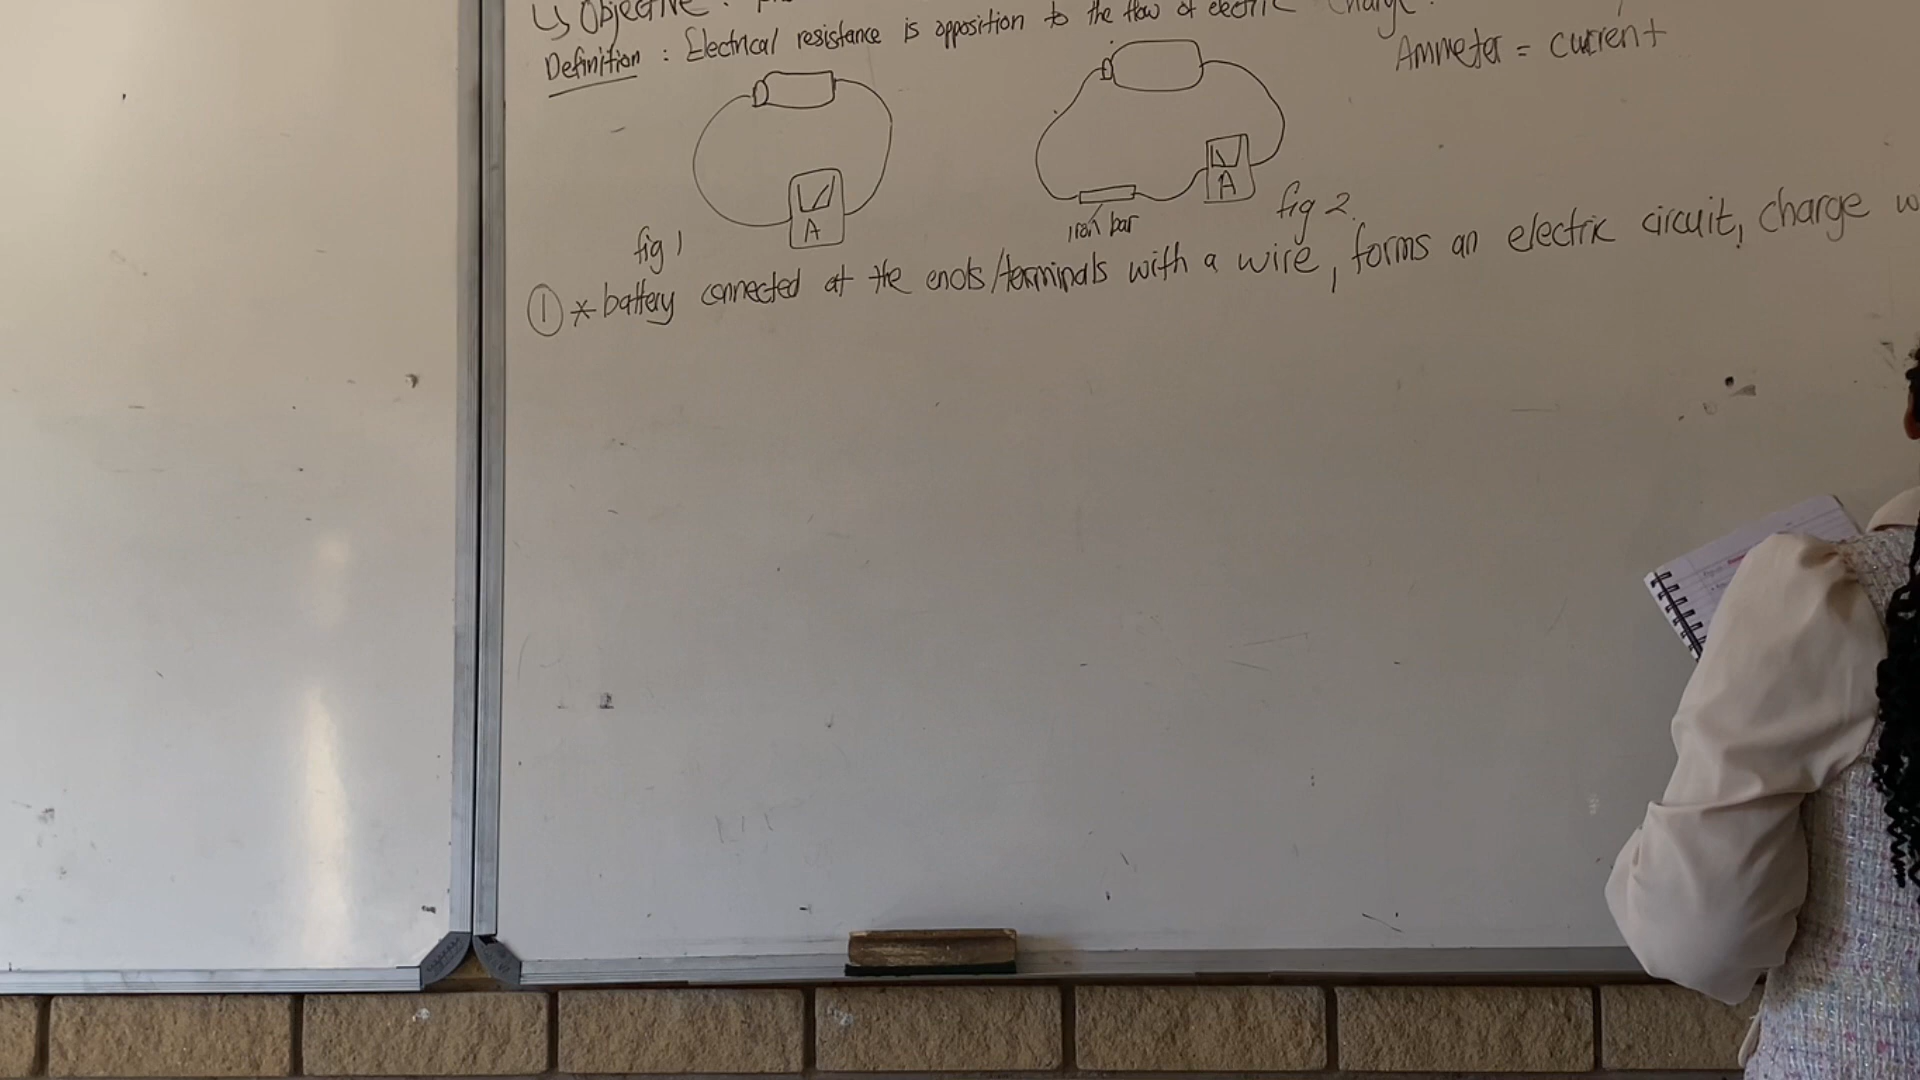 ↳ Objective :
Definition : Electrical resistance is opposition to the flow of electric charge.
Ammeter = current
A
fig 1
A
iron bar
fig 2.
① * battery connected at the ends/terminals with a wire, forms an electric circuit, charge